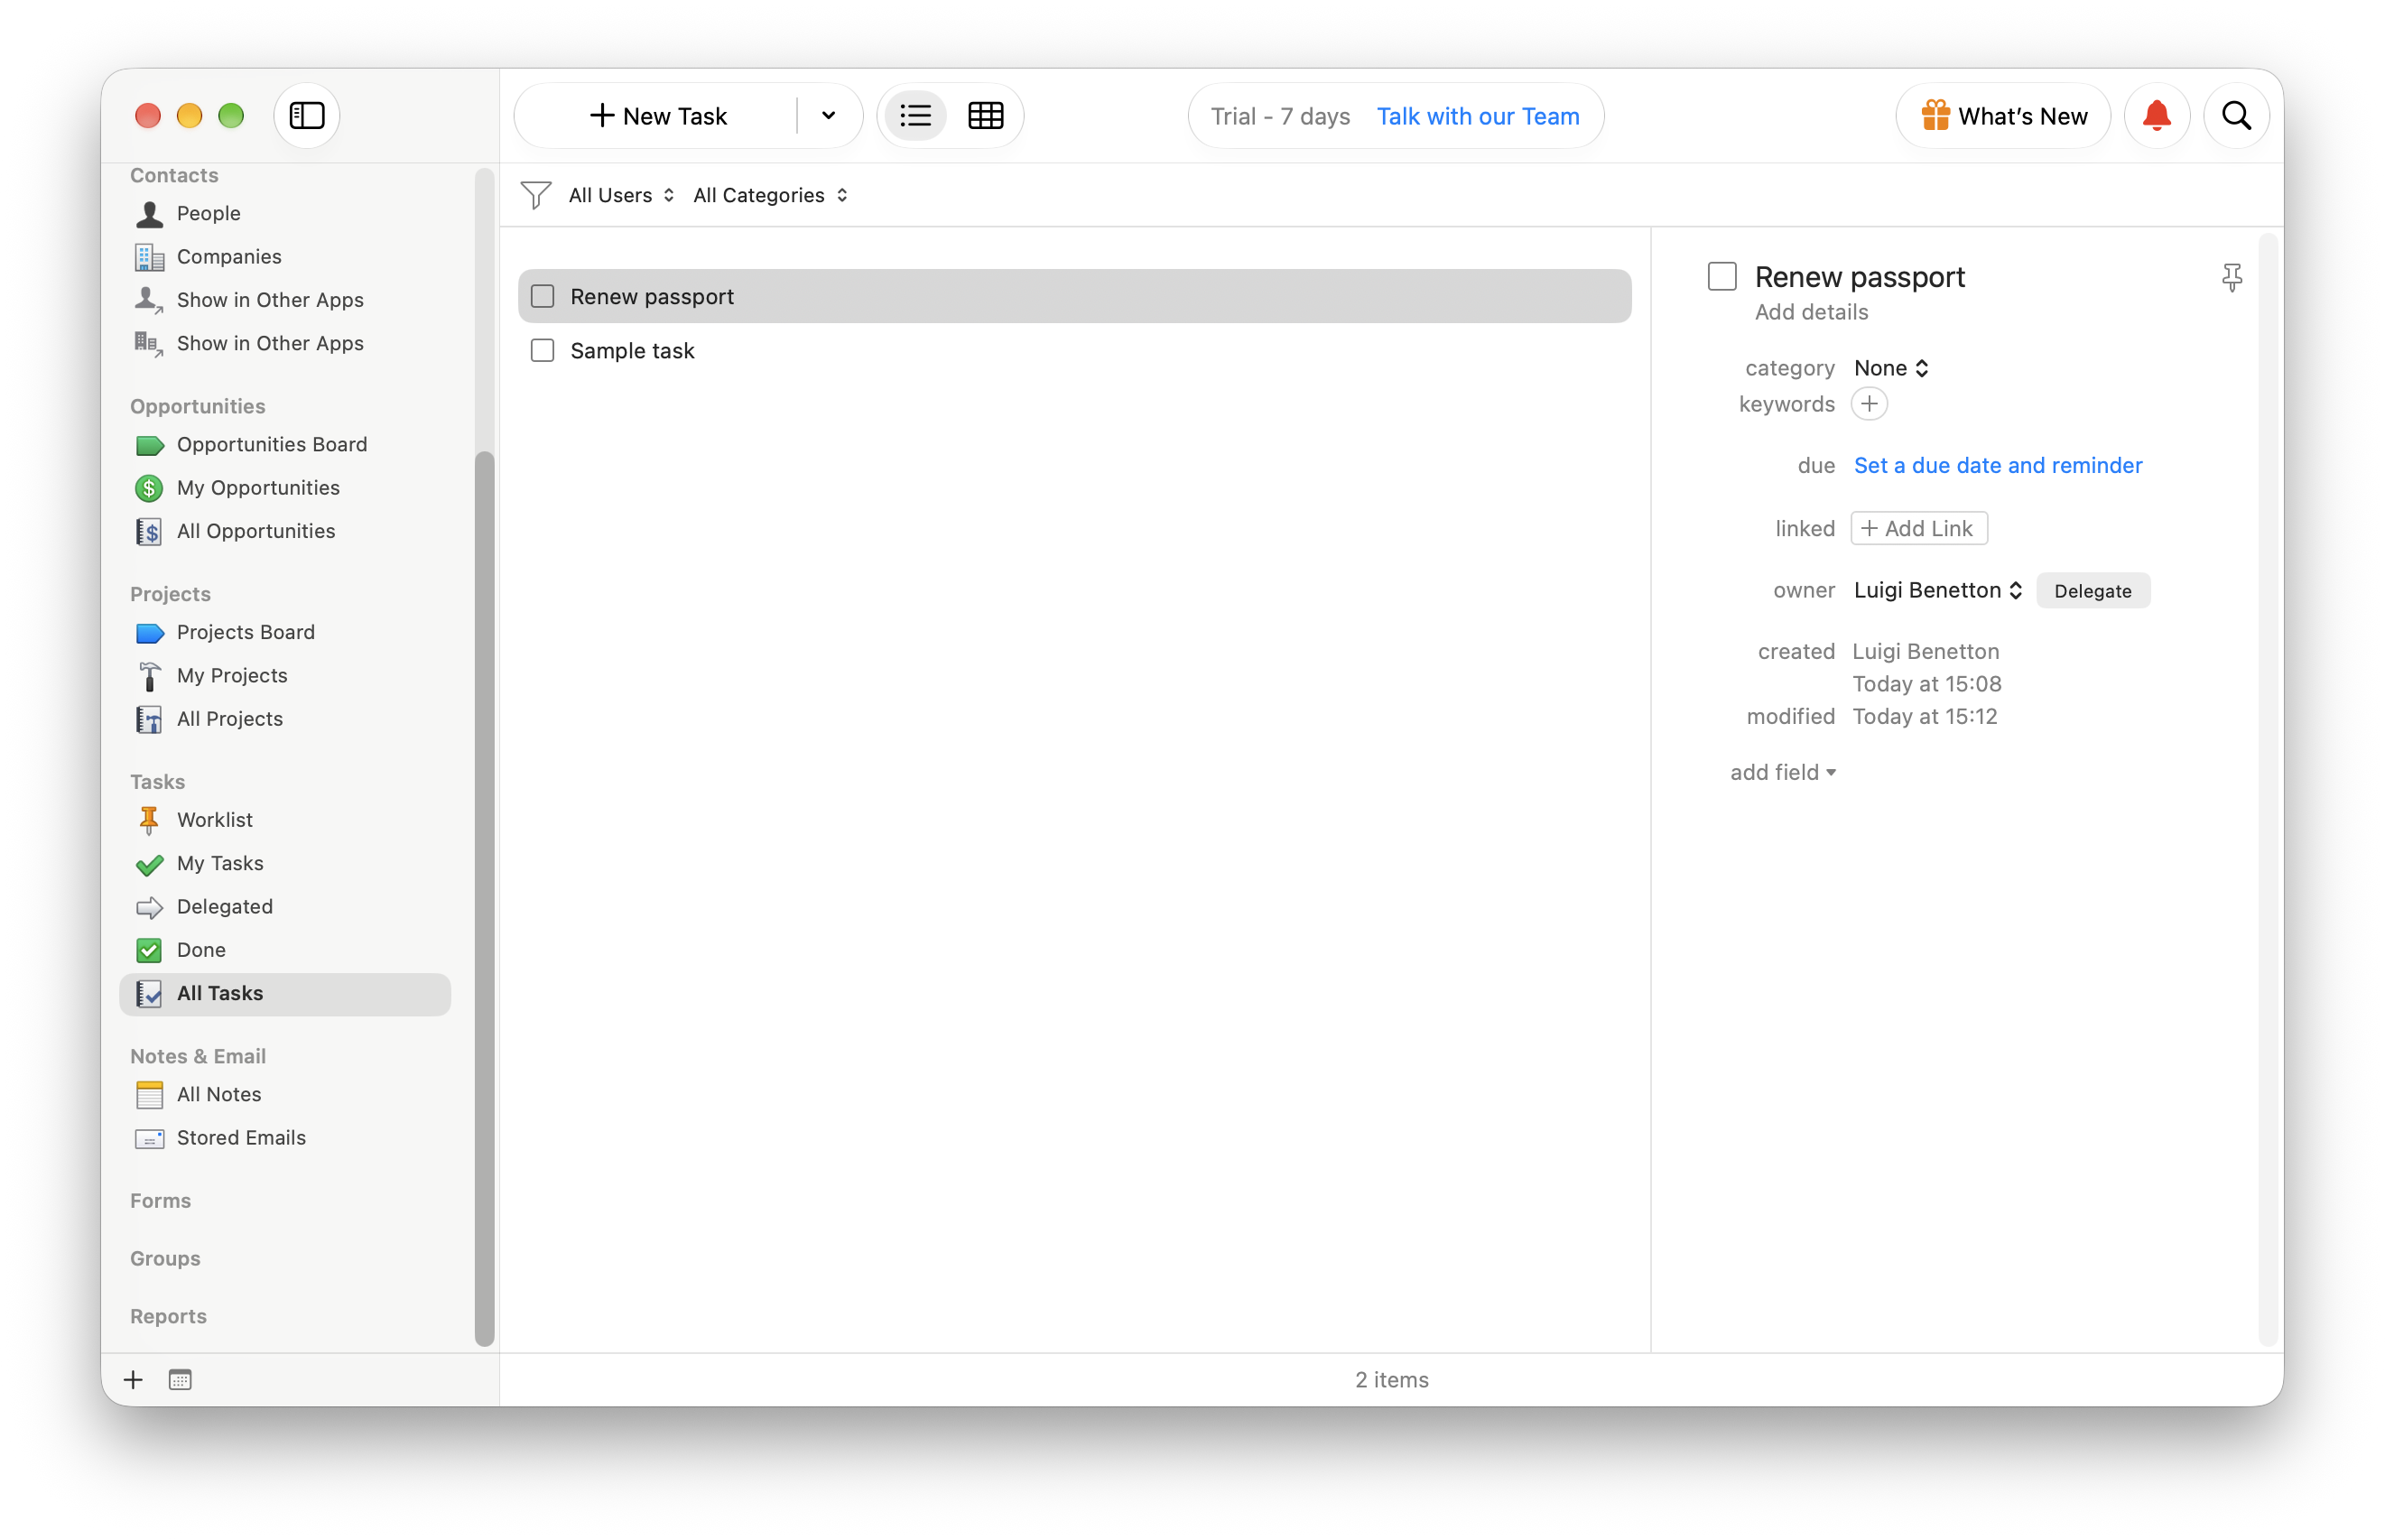 New Task
Trial - 7 days Talk with our Team
What's New
Contacts
People
Companies
Show in Other Apps
Show in Other Apps
Opportunities
Opportunities Board
My Opportunities
All Opportunities
Projects
Projects Board
My Projects
All Projects
Tasks
Worklist
My Tasks
Delegated
Done
All Tasks
Notes & Email
All Notes
Stored Emails
Forms
Groups
Reports
All Users All Categories
Renew passport
Sample task
Renew passport
Add details
category None
keywords
due Set a due date and reminder
linked + Add Link
owner Luigi Benetton Delegate
created Luigi Benetton
Today at 15:08
modified Today at 15:12
add field
2 items